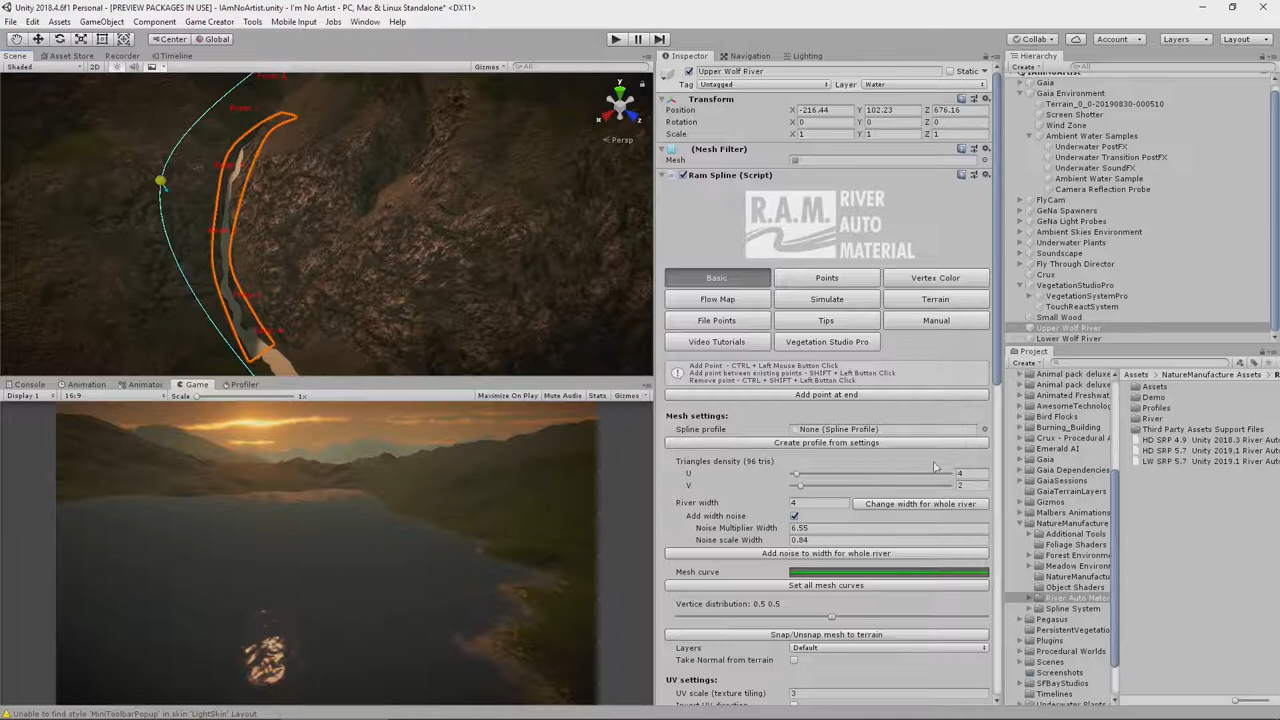 Unity 2018.4.6f1 Personal - [PREVIEW PACKAGES IN USE] - IAmNoArtist.unity - I'm No Artist - PC, Mac & Linux Standalone* <DX11>
File Edit Assets GameObject Component Game Creator Tools Mobile Input Jobs Window Help
Center Global Collab Account Layers Layout
Scene Asset Store Recorder Timeline
Shaded 2D Gizmos All
y
x z
Persp
Console Animation Animator Game Profiler
Display 1 16:9 Scale 1x Maximize On Play Mute Audio Stats Gizmos
Unable to find style 'MiniToolbarPopup' in skin 'LightSkin' Layout
Inspector Navigation Lighting
Upper Wolf River Static
Tag Untagged Layer Water
Transform
Position X -216.44 Y 102.23 Z 676.16
Rotation X 0 Y 0 Z 0
Scale X 1 Y 1 Z 1
(Mesh Filter)
Mesh
Ram Spline (Script)
R.A.M. RIVER
AUTO
MATERIAL
Basic Points Vertex Color
Flow Map Simulate Terrain
File Points Tips Manual
Video Tutorials Vegetation Studio Pro
Add Point - CTRL + Left Mouse Button Click
Add point between existing points - SHIFT + Left Button Click
Remove point - CTRL + SHIFT + Left Button Click
Add point at end
Mesh settings:
Spline profile None (Spline Profile)
Create profile from settings
Triangles density (96 tris)
U 4
V 2
River width 4 Change width for whole river
Add width noise
Noise Multiplier Width 6.55
Noise scale Width 0.84
Add noise to width for whole river
Mesh curve
Set all mesh curves
Vertice distribution: 0.5 0.5
Snap/Unsnap mesh to terrain
Layers Default
Take Normal from terrain
UV settings:
UV scale (texture tiling) 3
Hierarchy
Create All
IAmNoArtist
Gaia
Gaia Environment
Terrain_0_0-20190830-000510
Screen Shotter
Wind Zone
Ambient Water Samples
Underwater PostFX
Underwater Transition PostFX
Underwater SoundFX
Ambient Water Sample
Camera Reflection Probe
FlyCam
GeNa Spawners
GeNa Light Probes
Ambient Skies Environment
Underwater Plants
Soundscape
Fly Through Director
Crux
VegetationStudioPro
VegetationSystemPro
TouchReactSystem
Small Wood
Upper Wolf River
Lower Wolf River
Project
Create
Animal pack deluxe
Animal pack deluxe
Animated Freshwat
AwesomeTechnolog
Bird Flocks
Burning_Building
Crux - Procedural A
Emerald AI
Gaia
Gaia Dependencies
GaiaSessions
GaiaTerrainLayers
Gizmos
Malbers Animations
NatureManufacture
Additional Tools
Foliage Shaders
Forest Environme
Meadow Environ
NatureManufactu
Object Shaders
River Auto Mater
Spline System
Pegasus
PersistentVegetatio
Plugins
Procedural Worlds
Scenes
Screenshots
SFBayStudios
Timelines
Assets NatureManufacture Assets R
Assets
Demo
Profiles
River
Third Party Assets Support Files
HD SRP 4.9 Unity 2018.3 River Auto
HD SRP 5.7 Unity 2019.1 River Auto
LW SRP 5.7 Unity 2019.1 River Auto